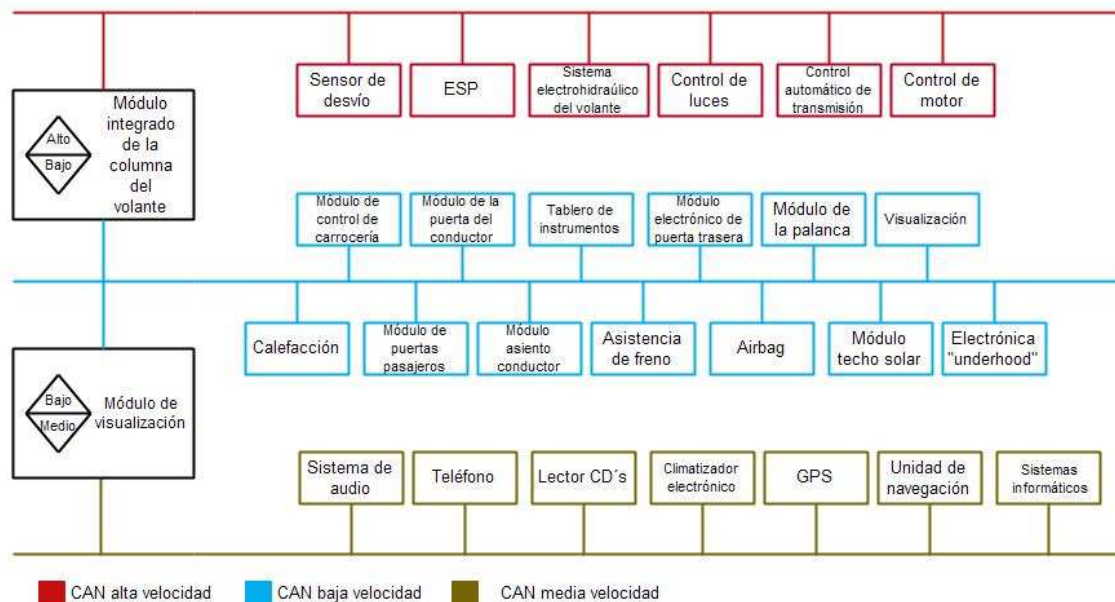 Sensor de
desvío
ESP
Sistema
electrohidraúlico
del volante
Control de
luces
Control
automático de
transmisión
Control de
motor
Alto
Bajo
Módulo
integrado
de la
columna
del
volante
Módulo de
control de
carrocería
Módulo de la
puerta del
conductor
Tablero de
instrumentos
Módulo
electrónico de
puerta trasera
Módulo de
la palanca
Visualización
Calefacción
Módulo de
puertas
pasajeros
Módulo
asiento
conductor
Asistencia
de freno
Airbag
Módulo
techo solar
Electrónica
"underhood"
Bajo
Medio
Módulo de
visualización
Sistema de
audio
Teléfono
Lector CD´s
Climatizador
electrónico
GPS
Unidad de
navegación
Sistemas
informáticos
CAN alta velocidad
CAN baja velocidad
CAN media velocidad